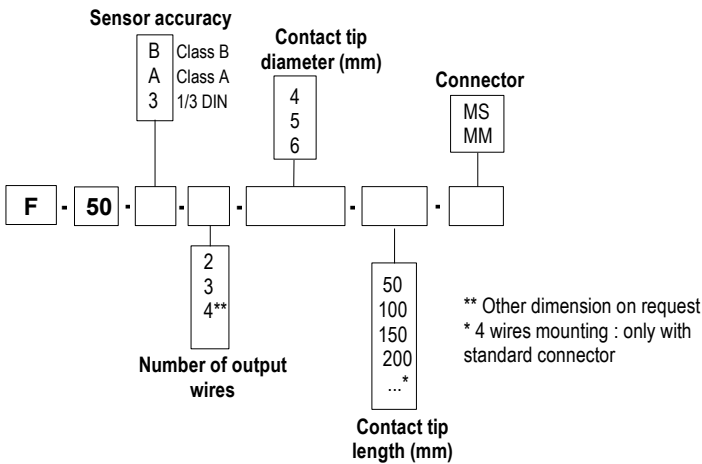 Sensor accuracy
B Class B
A Class A
3 1/3 DIN
Contact tip
diameter (mm)
4
5
6
Connector
MS
MM
F - 50 - - - - -
2
3
4**
Number of output
wires
50
100
150
200
...*
Contact tip
length (mm)
** Other dimension on request
* 4 wires mounting : only with
standard connector